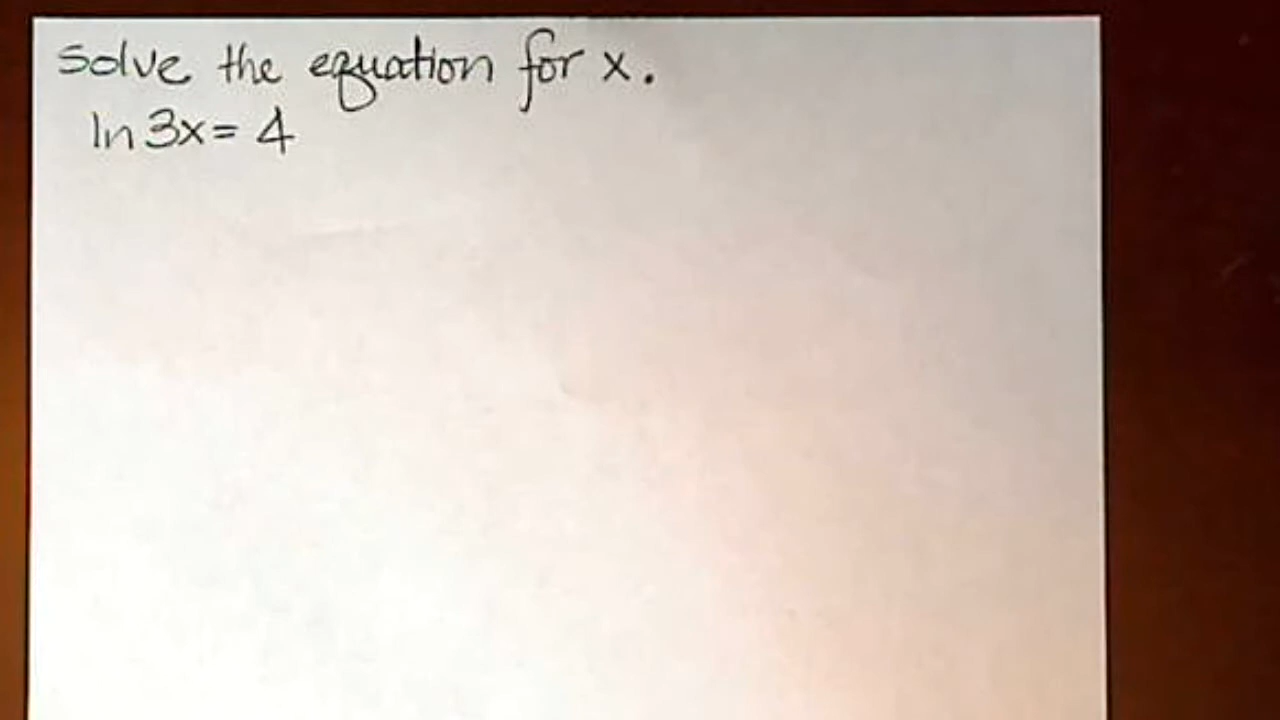 Solve the equation for x.
ln 3x = 4